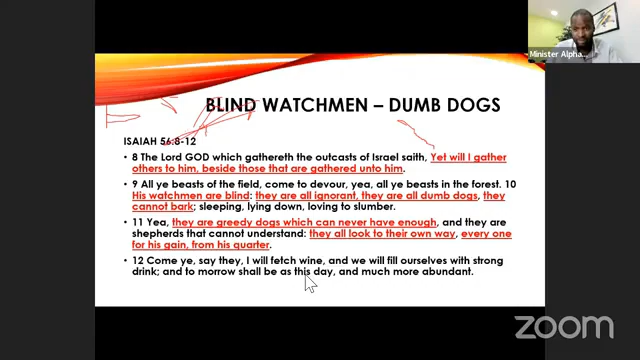 Minister Alpha...
BLIND WATCHMEN – DUMB DOGS
ISAIAH 56:8-12
• 8 The Lord GOD which gathereth the outcasts of Israel saith, Yet will I gather
others to him, beside those that are gathered unto him.
• 9 All ye beasts of the field, come to devour, yea, all ye beasts in the forest. 10
His watchmen are blind: they are all ignorant, they are all dumb dogs, they
cannot bark; sleeping, lying down, loving to slumber.
• 11 Yea, they are greedy dogs which can never have enough, and they are
shepherds that cannot understand: they all look to their own way, every one
for his gain, from his quarter.
• 12 Come ye, say they, I will fetch wine, and we will fill ourselves with strong
drink; and to morrow shall be as this day, and much more abundant.
zoom